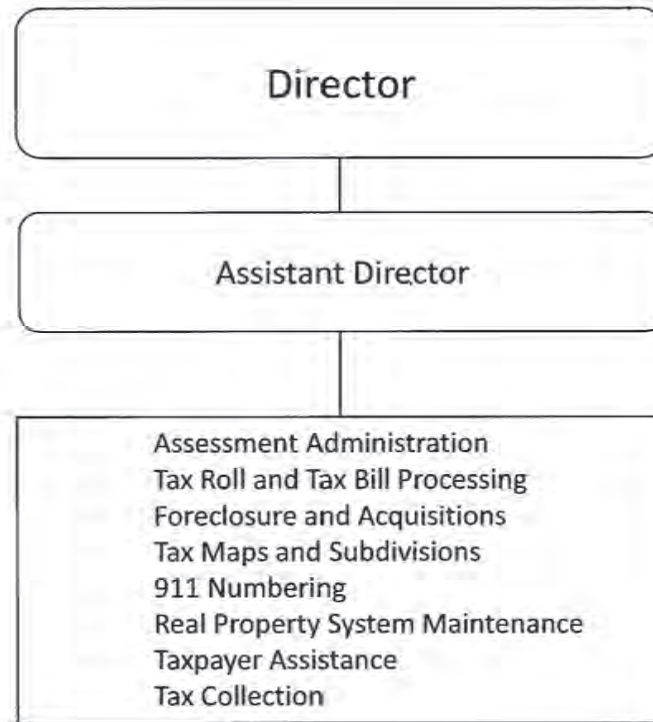 Director
Assistant Director
Assessment Administration
Tax Roll and Tax Bill Processing
Foreclosure and Acquisitions
Tax Maps and Subdivisions
911 Numbering
Real Property System Maintenance
Taxpayer Assistance
Tax Collection